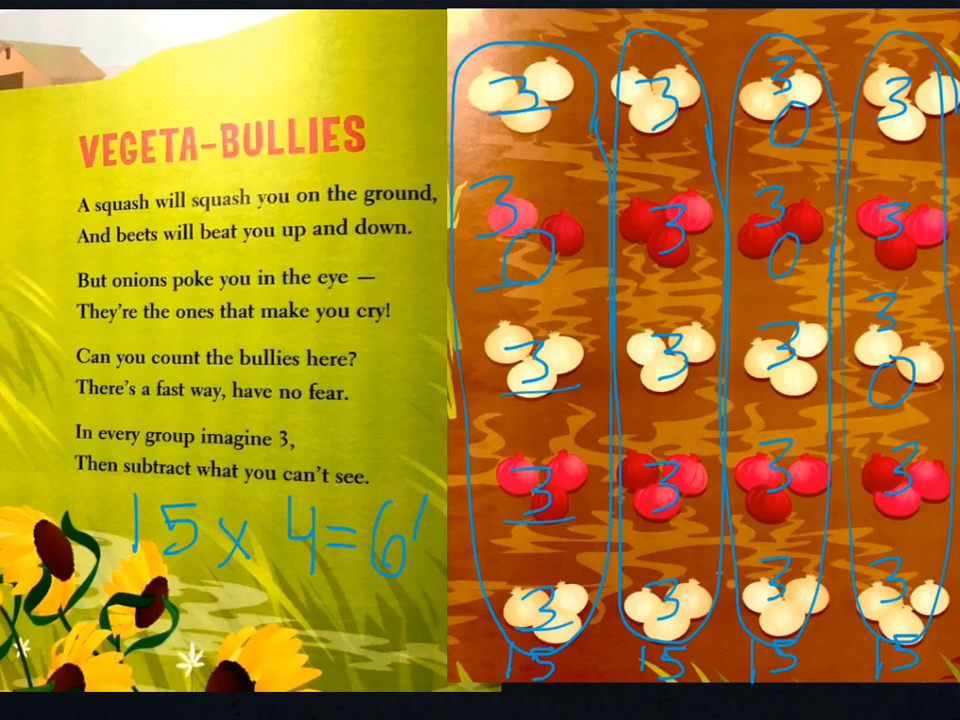 VEGETA-BULLIES
A squash will squash you on the ground,
And beets will beat you up and down.
But onions poke you in the eye —
They're the ones that make you cry!
Can you count the bullies here?
There's a fast way, have no fear.
In every group imagine 3,
Then subtract what you can't see.
15 x 4=6
3 3 3 3
0
3 3 3 3
0 0
3 3 3 3
0
3 3 3 3
3 3 3 3
15 15 15 15